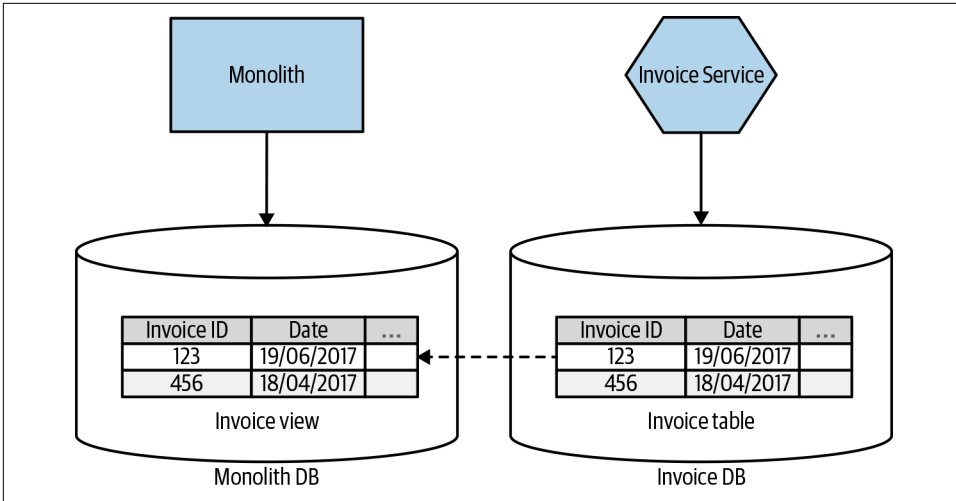 Monolith
Invoice Service
Invoice ID Date ...
123 19/06/2017
456 18/04/2017
Invoice view
Monolith DB
Invoice ID Date ...
123 19/06/2017
456 18/04/2017
Invoice table
Invoice DB